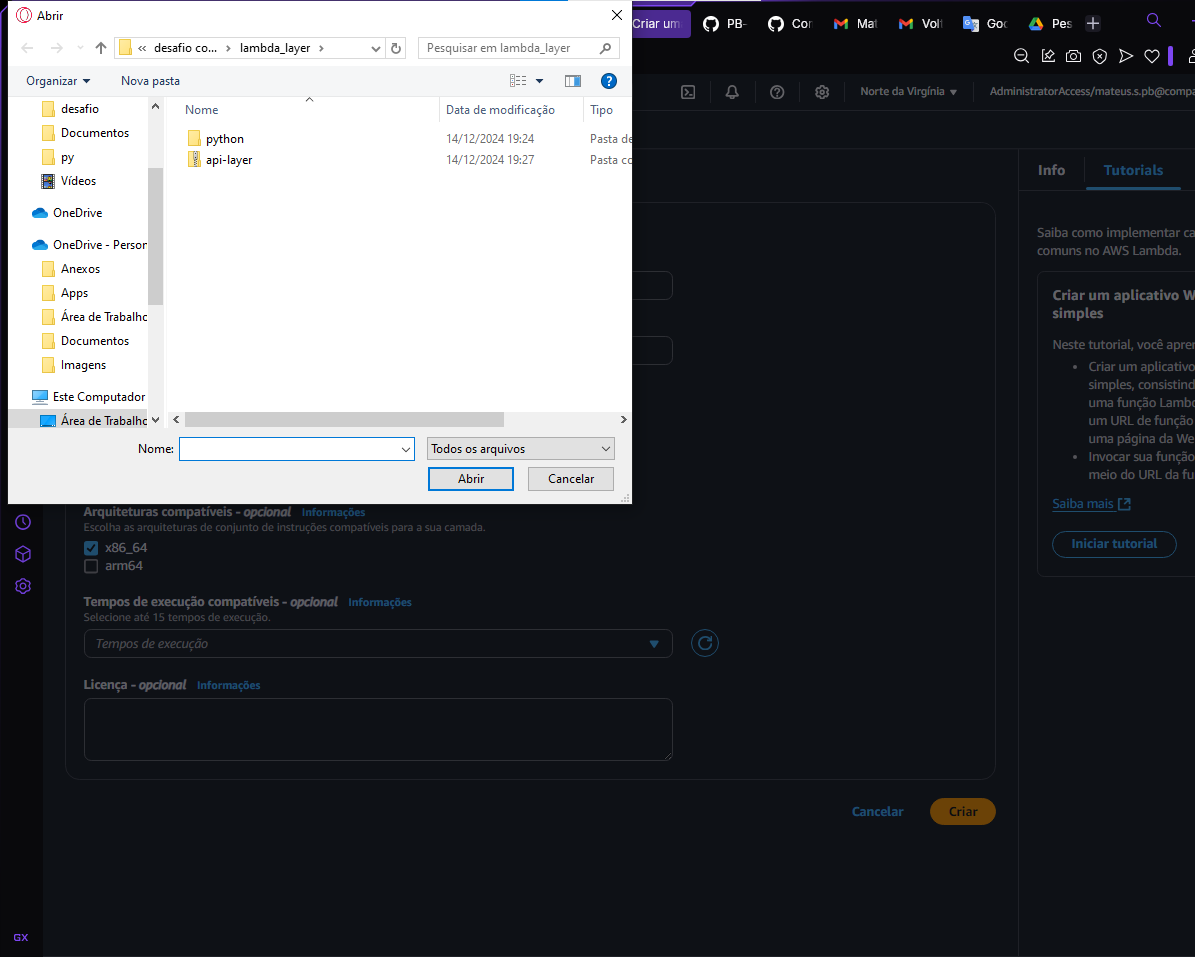 Abrir
desafio co... lambda_layer
Pesquisar em lambda_layer
Organizar
Nova pasta
desafio
Documentos
py
Vídeos
OneDrive
OneDrive - Person
Anexos
Apps
Área de Trabalho
Documentos
Imagens
Este Computador
Área de Trabalho
Nome
Data de modificação
Tipo
python
14/12/2024 19:24
Pasta de
api-layer
14/12/2024 19:27
Pasta co
Nome:
Todos os arquivos
Abrir
Cancelar
Criar um
PB-
Cor
Mat
Volt
Goo
Pes
Norte da Virgínia
AdministratorAccess/mateus.s.pb@compa
Info
Tutorials
Saiba como implementar ca
comuns no AWS Lambda.
Criar um aplicativo W
simples
Neste tutorial, você apren
• Criar um aplicativo
simples, consistind
uma função Lambd
um URL de função
uma página da We
• Invocar sua função
meio do URL da fu
Saiba mais
Iniciar tutorial
Arquiteturas compatíveis - opcional Informações
Escolha as arquiteturas de conjunto de instruções compatíveis para a sua camada.
x86_64
arm64
Tempos de execução compatíveis - opcional Informações
Selecione até 15 tempos de execução.
Tempos de execução
Licença - opcional Informações
Cancelar
Criar
GX